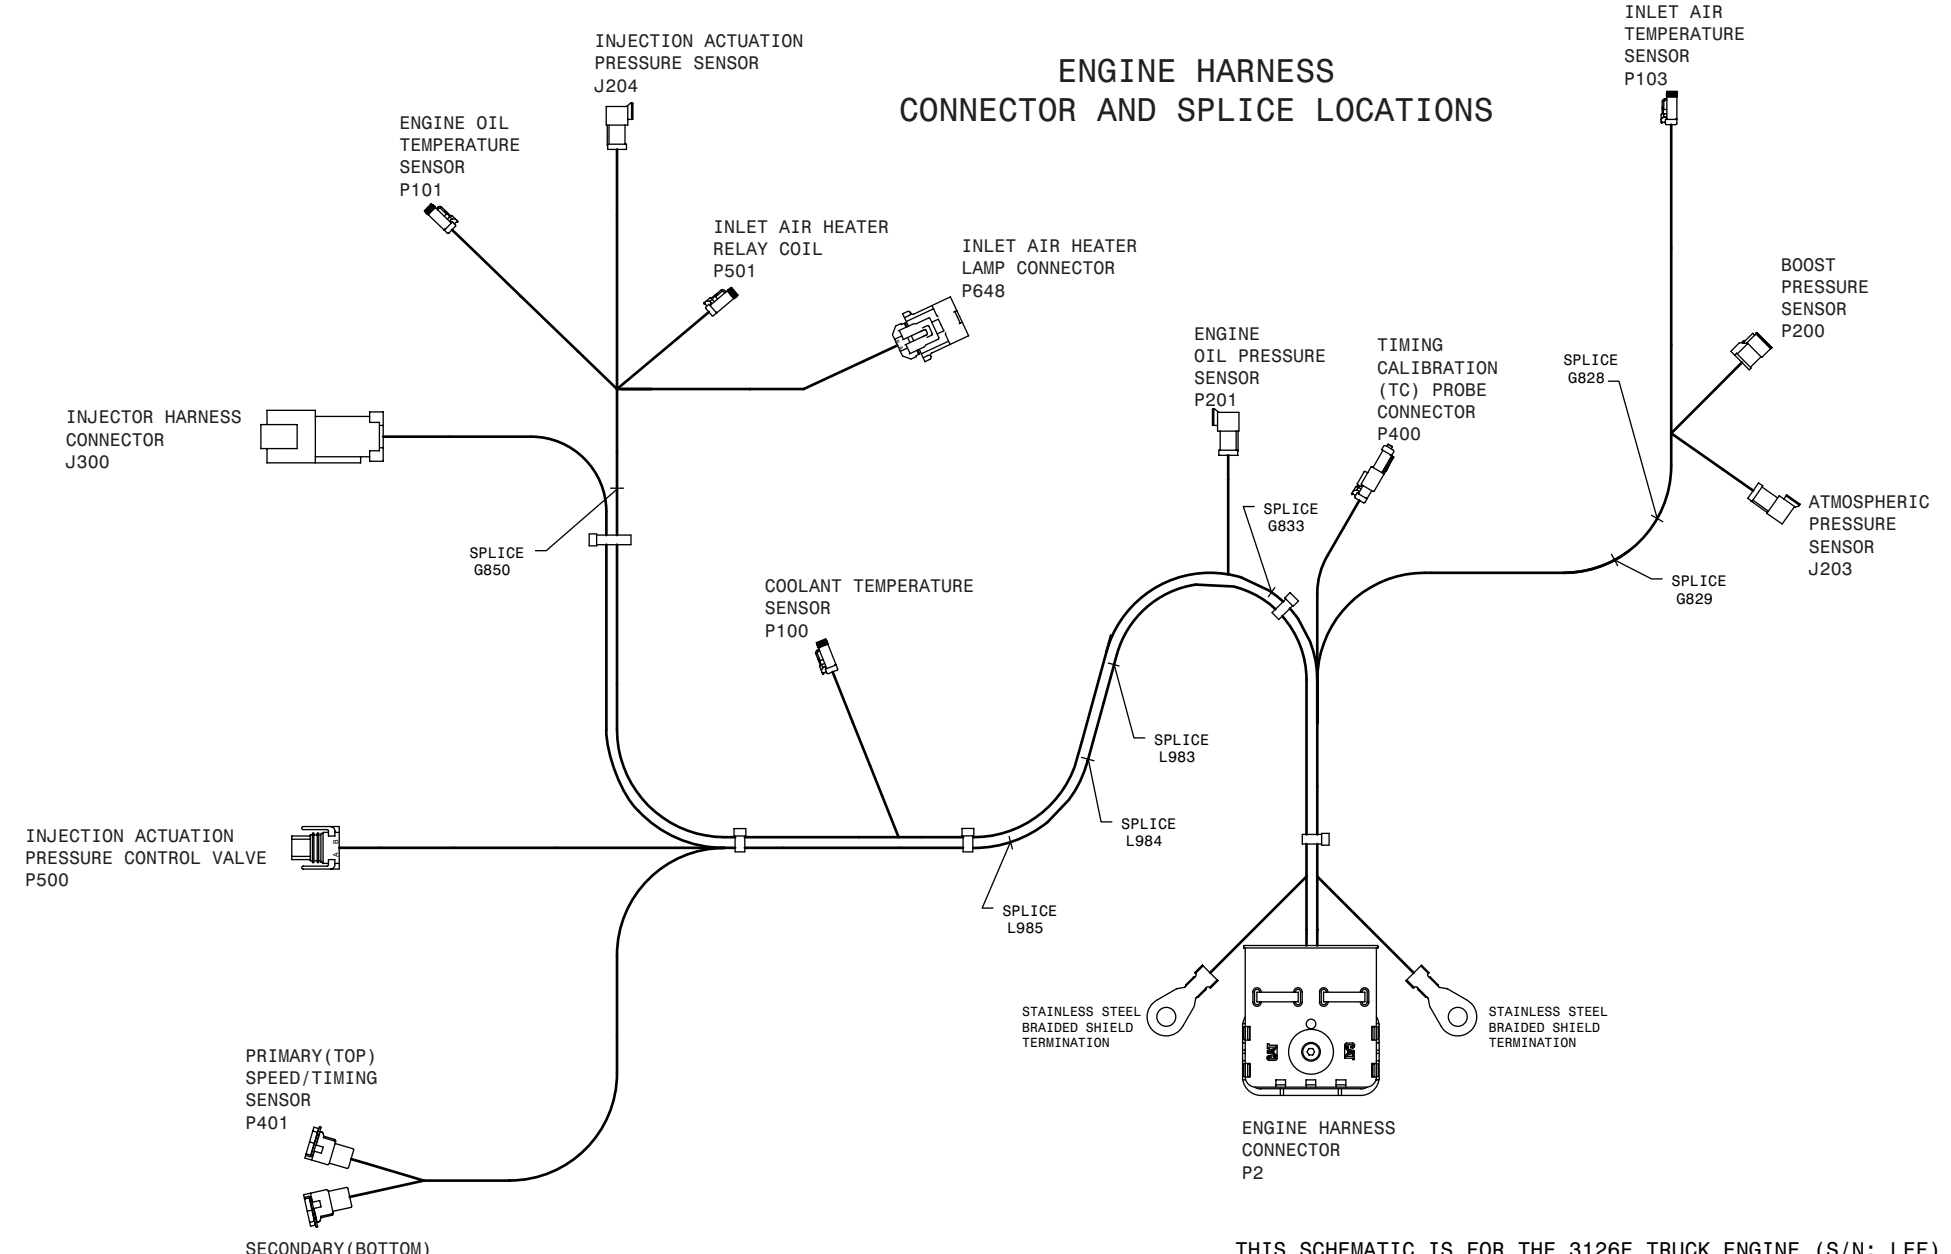 ENGINE HARNESS
CONNECTOR AND SPLICE LOCATIONS
INJECTION ACTUATION
PRESSURE SENSOR
J204
ENGINE OIL
TEMPERATURE
SENSOR
P101
INLET AIR HEATER
RELAY COIL
P501
INLET AIR HEATER
LAMP CONNECTOR
P648
INLET AIR
TEMPERATURE
SENSOR
P103
BOOST
PRESSURE
SENSOR
P200
ENGINE
OIL PRESSURE
SENSOR
P201
TIMING
CALIBRATION
(TC) PROBE
CONNECTOR
P400
SPLICE
G828
INJECTOR HARNESS
CONNECTOR
J300
SPLICE
G850
SPLICE
G833
ATMOSPHERIC
PRESSURE
SENSOR
J203
SPLICE
G829
COOLANT TEMPERATURE
SENSOR
P100
SPLICE
L983
SPLICE
L984
SPLICE
L985
INJECTION ACTUATION
PRESSURE CONTROL VALVE
P500
A B
STAINLESS STEEL
BRAIDED SHIELD
TERMINATION
STAINLESS STEEL
BRAIDED SHIELD
TERMINATION
CAT
CAT
ENGINE HARNESS
CONNECTOR
P2
PRIMARY(TOP)
SPEED/TIMING
SENSOR
P401
SECONDARY(BOTTOM)
THIS SCHEMATIC IS FOR THE 3126E TRUCK ENGINE (S/N: LEF)